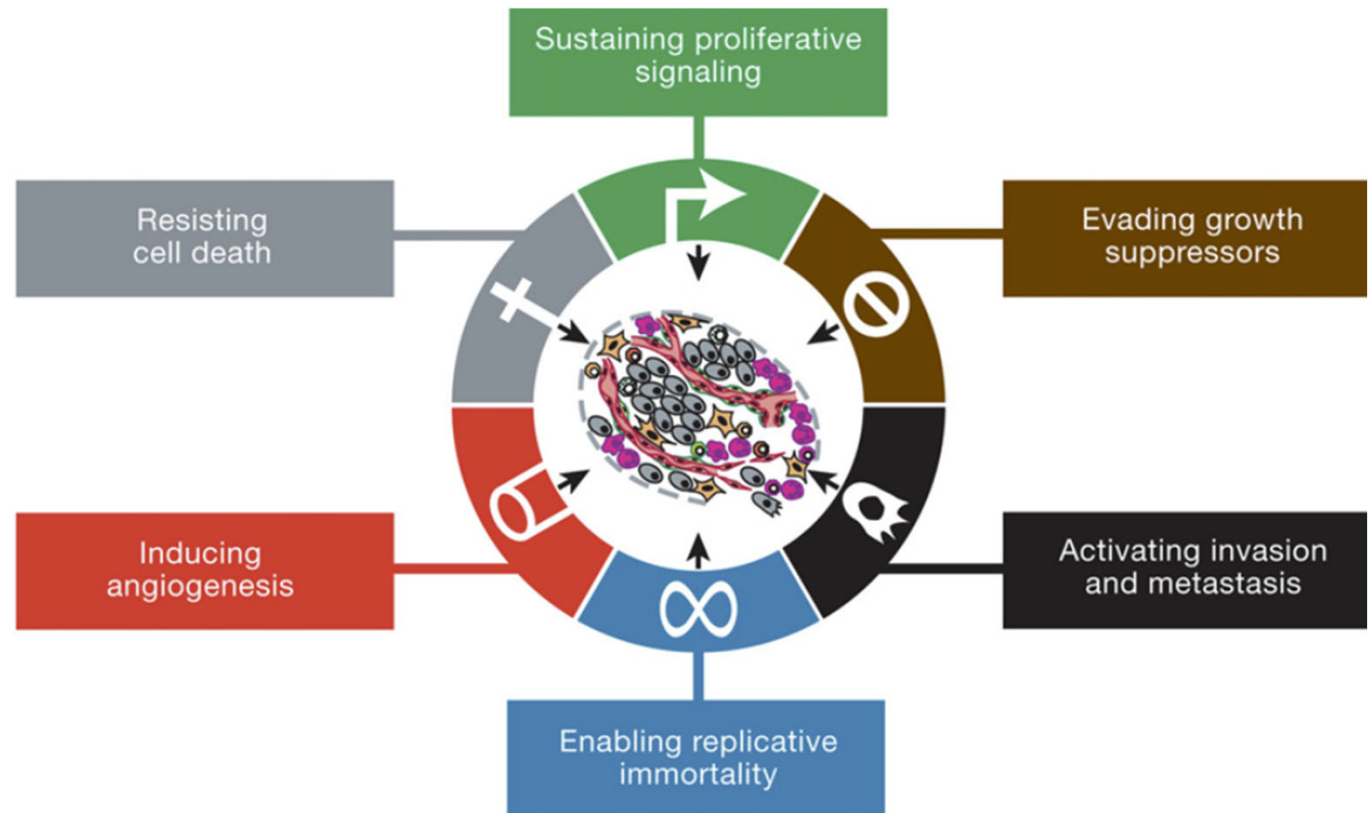 Sustaining proliferative
signaling
Resisting
cell death
Evading growth
suppressors
Inducing
angiogenesis
Activating invasion
and metastasis
Enabling replicative
immortality